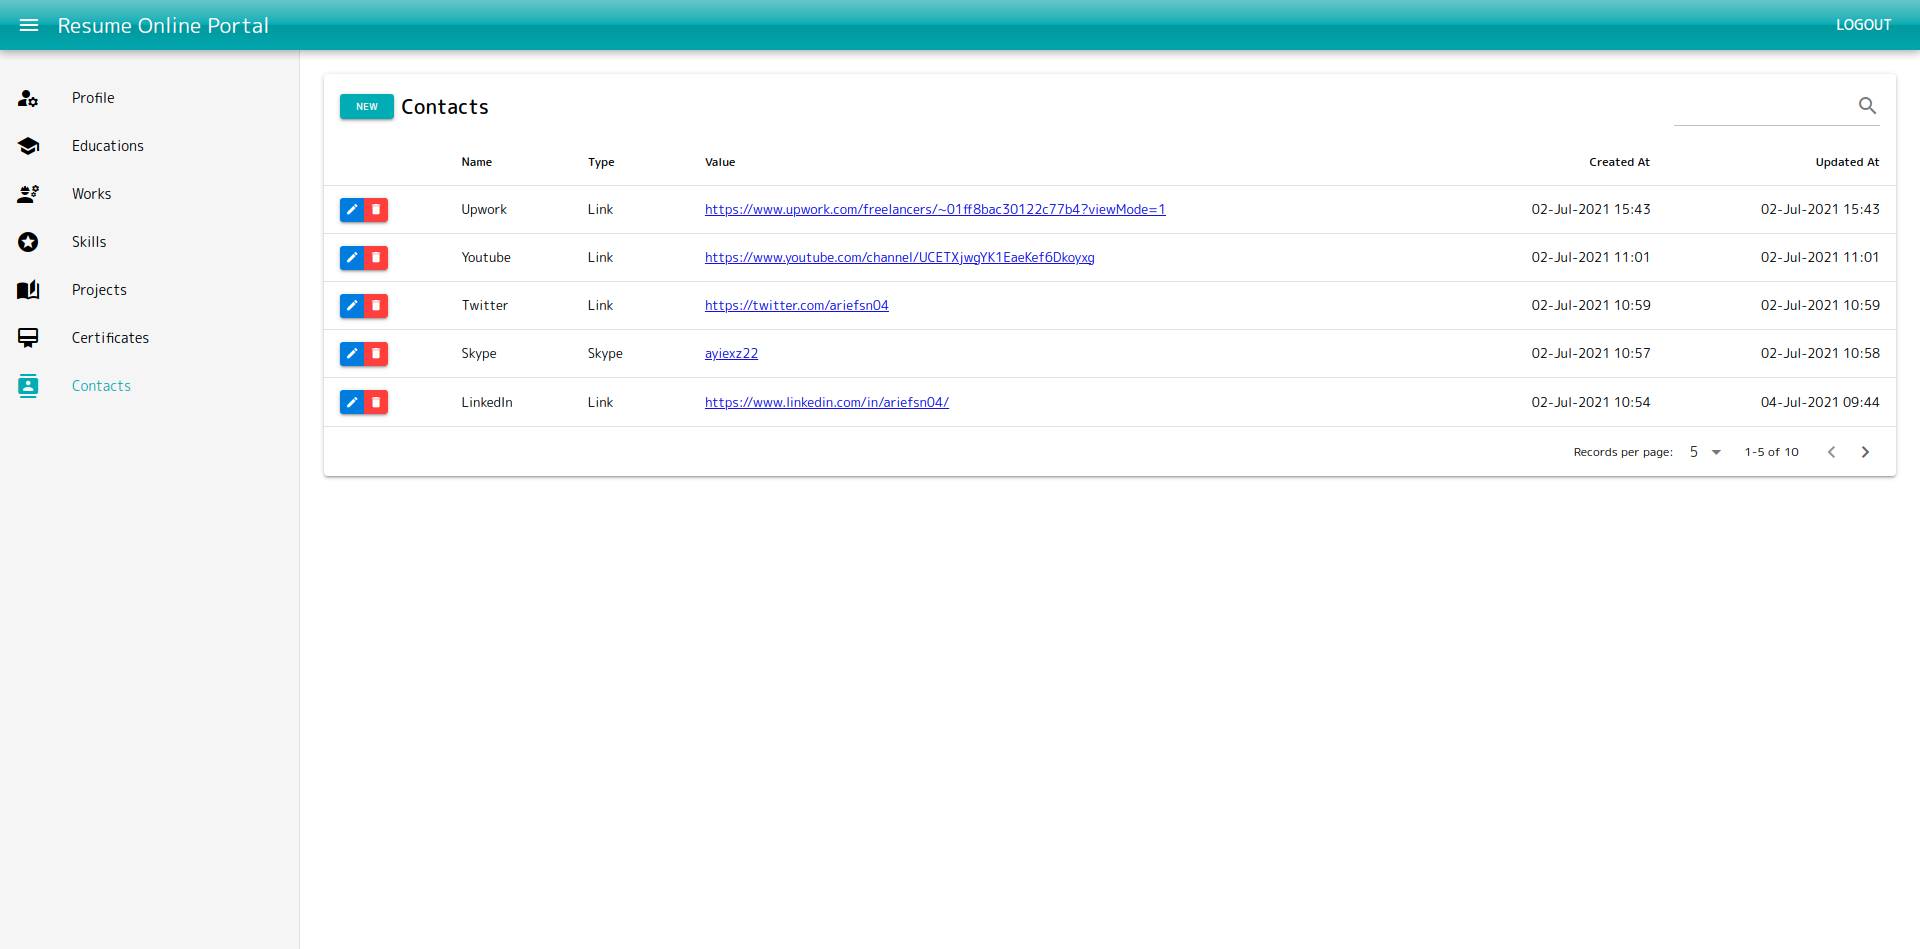 Resume Online Portal
LOGOUT
Profile
Educations
Works
Skills
Projects
Certificates
Contacts
NEW Contacts
Name Type Value Created At Updated At
Upwork Link https://www.upwork.com/freelancers/~01ff8bac30122c77b4?viewMode=1 02-Jul-2021 15:43 02-Jul-2021 15:43
Youtube Link https://www.youtube.com/channel/UCETXjwgYK1EaeKef6Dkoyxg 02-Jul-2021 11:01 02-Jul-2021 11:01
Twitter Link https://twitter.com/ariefsn04 02-Jul-2021 10:59 02-Jul-2021 10:59
Skype Skype ayiexz22 02-Jul-2021 10:57 02-Jul-2021 10:58
LinkedIn Link https://www.linkedin.com/in/ariefsn04/ 02-Jul-2021 10:54 04-Jul-2021 09:44
Records per page: 5 1-5 of 10